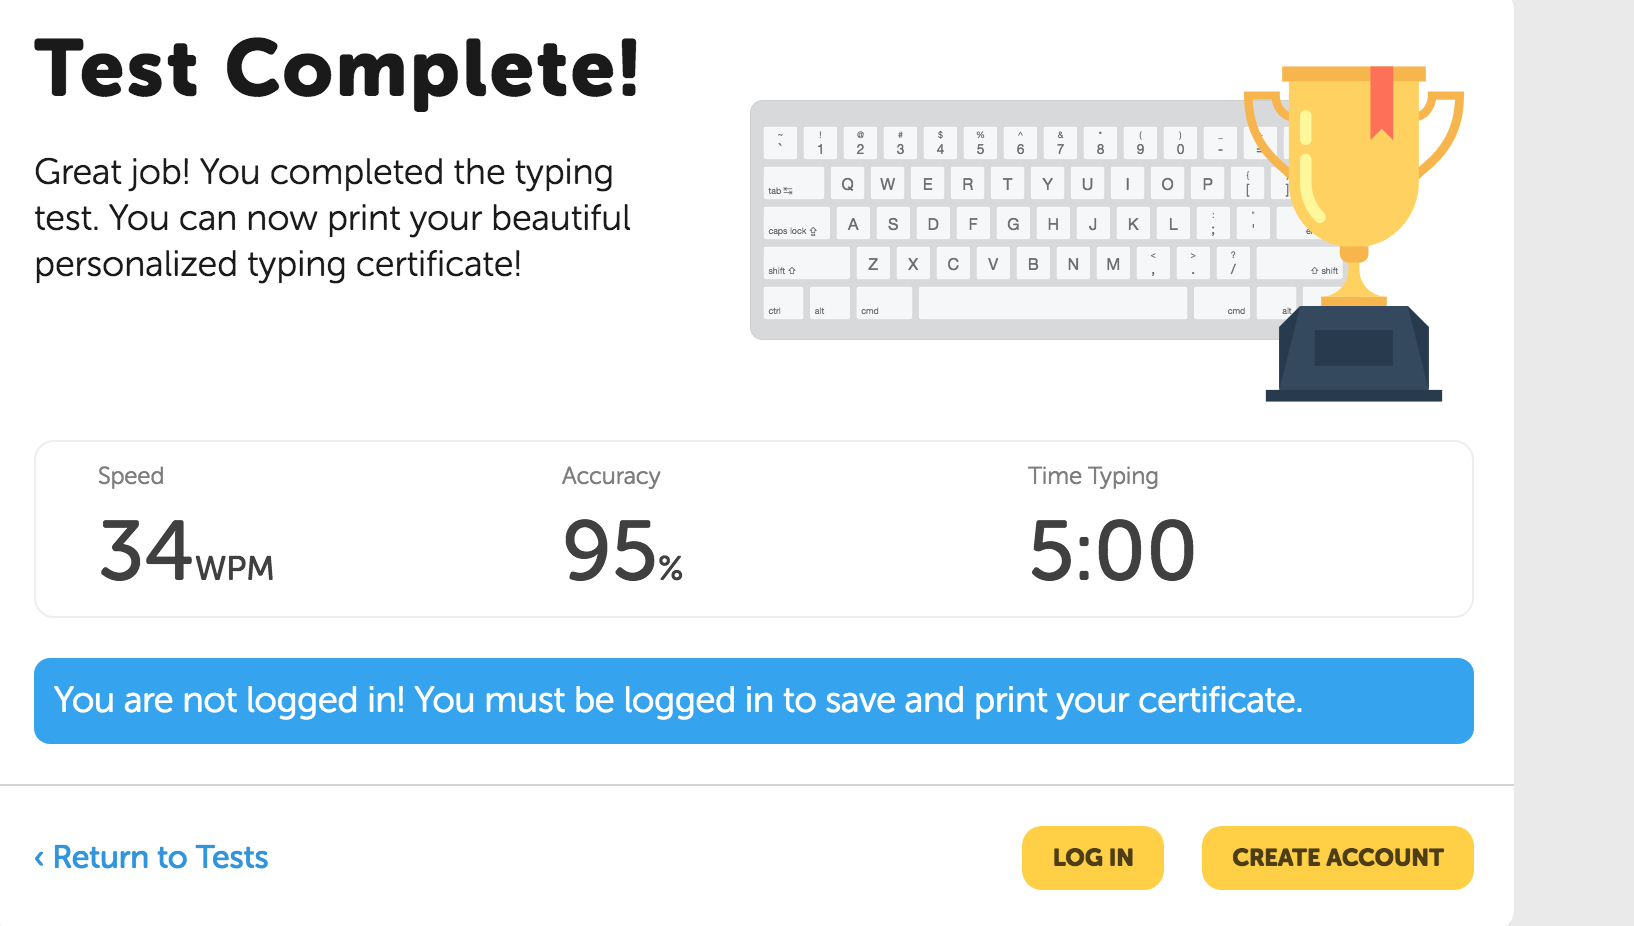 Test Complete!
Great job! You completed the typing
test. You can now print your beautiful
personalized typing certificate!
~ ! @ # $ % ^ & * ( ) _
` 1 2 3 4 5 6 7 8 9 0 - =
tab Q W E R T Y U I O P { [ ]
caps lock A S D F G H J K L : ; " '
shift Z X C V B N M < , > . ? / shift
ctrl alt cmd cmd alt
Speed Accuracy Time Typing
34WPM 95% 5:00
You are not logged in! You must be logged in to save and print your certificate.
‹ Return to Tests LOG IN CREATE ACCOUNT